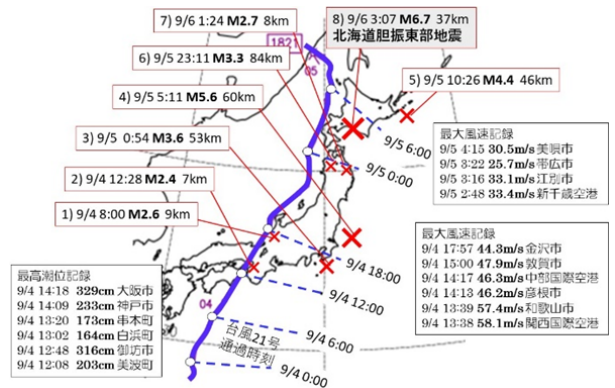 7) 9/6 1:24 M2.7 8km
8) 9/6 3:07 M6.7 37km
北海道胆振東部地震
1821
05
6) 9/5 23:11 M3.3 84km
5) 9/5 10:26 M4.4 46km
4) 9/5 5:11 M5.6 60km
3) 9/5 0:54 M3.6 53km
9/5 6:00
最大風速記録
9/5 4:15 30.5m/s 美唄市
9/5 3:22 25.7m/s 帯広市
9/5 3:16 33.1m/s 江別市
9/5 2:48 33.4m/s 新千歳空港
9/5 0:00
2) 9/4 12:28 M2.4 7km
1) 9/4 8:00 M2.6 9km
9/4 18:00
最大風速記録
9/4 17:57 44.3m/s 金沢市
9/4 15:00 47.9m/s 敦賀市
9/4 14:17 46.3m/s 中部国際空港
9/4 14:13 46.2m/s 彦根市
9/4 13:39 57.4m/s 和歌山市
9/4 13:38 58.1m/s 関西国際空港
最高潮位記録
9/4 14:18 329cm 大阪市
9/4 14:09 233cm 神戸市
9/4 13:20 173cm 串本町
9/4 13:02 164cm 白浜町
9/4 12:48 316cm 御坊市
9/4 12:08 203cm 美波町
9/4 12:00
04
台風21号
通過時刻
9/4 6:00
9/4 0:00